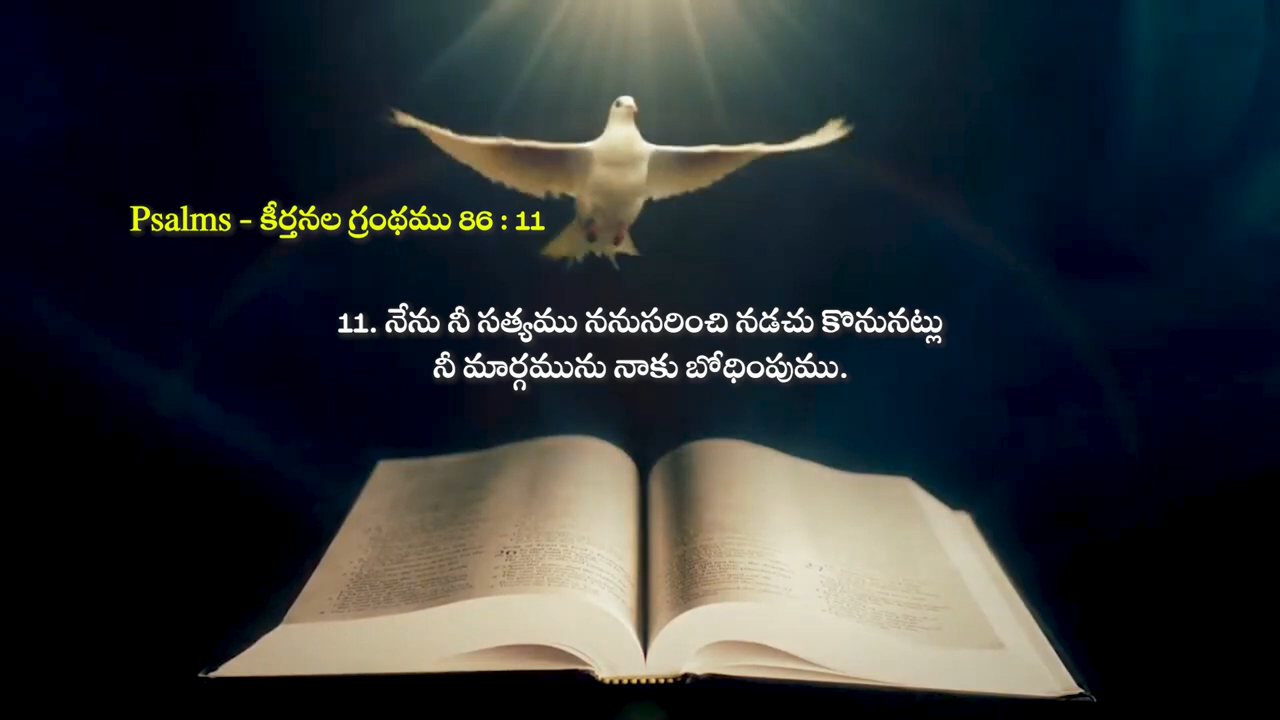 Psalms - కీర్తనల గ్రంథము 86 : 11
11. నేను నీ సత్యము ననుసరించి నడచు కొనునట్లు
నీ మార్గమును నాకు బోధింపుము.